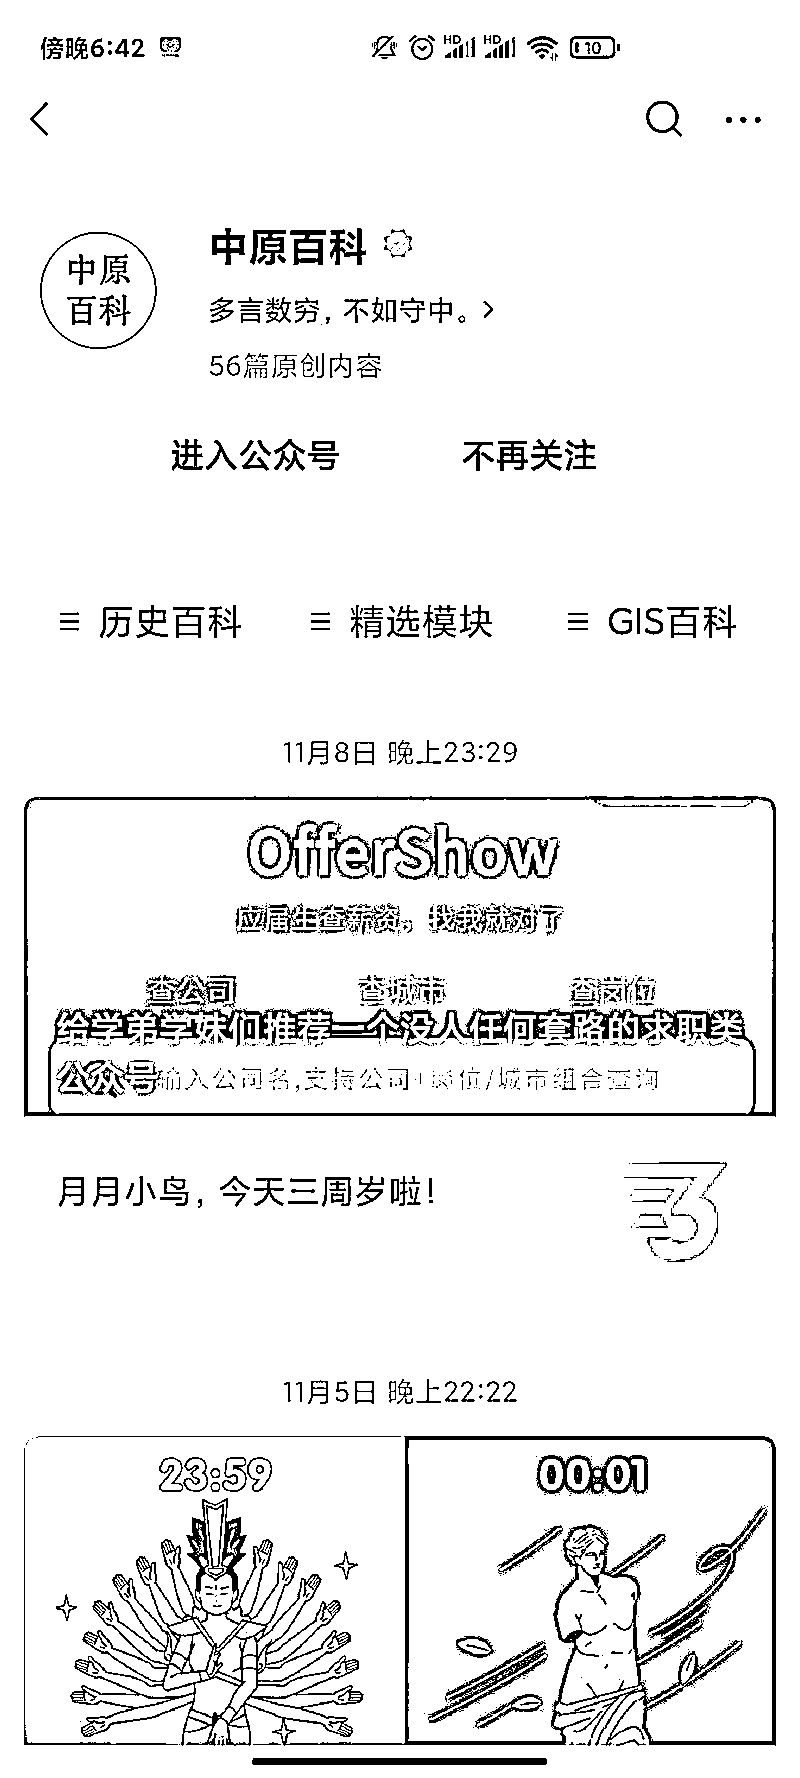 傍晚6:42
HD HD 10
中原百科
中原
百科
多言数穷，不如守中。
56篇原创内容
进入公众号 不再关注
历史百科 精选模块 GIS百科
11月8日 晚上23:29
OfferShow
应届生查薪资，找我就对了
查公司 查城市 查岗位
给学弟学妹们推荐一个没人任何套路的求职类
公众号
输入公司名,支持公司+岗位/城市组合查询
月月小鸟，今天三周岁啦！
3
11月5日 晚上22:22
23:59 00:01